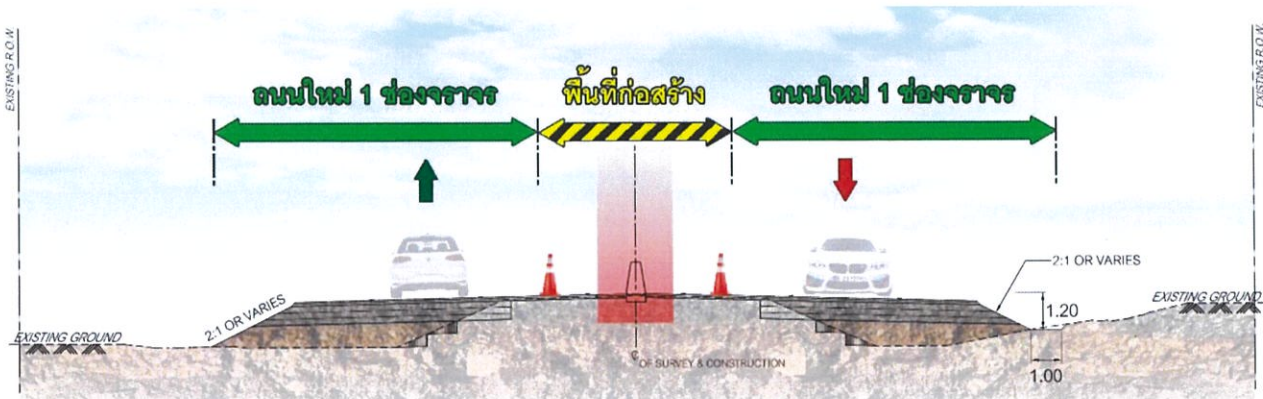 EXISTING R.O.W.
EXISTING R.O.W.
ถนนใหม่ 1 ช่องจราจร
พื้นที่ก่อสร้าง
ถนนใหม่ 1 ช่องจราจร
2:1 OR VARIES
2:1 OR VARIES
EXISTING GROUND
1.20
EXISTING GROUND
℄ OF SURVEY & CONSTRUCTION
1.00